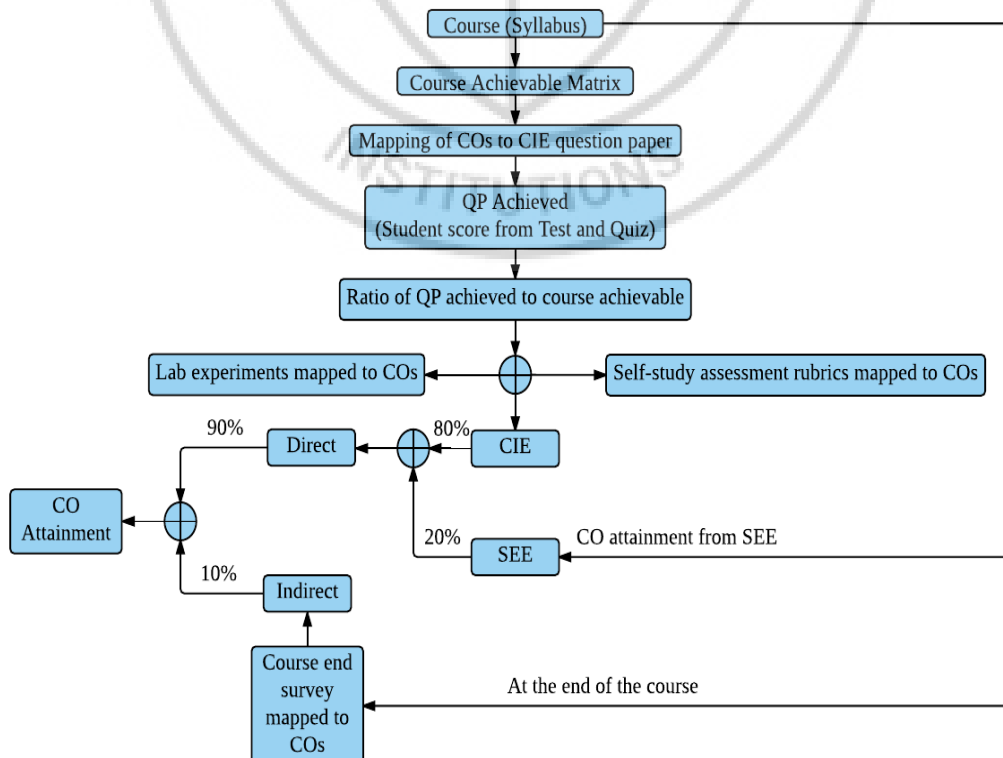 Course (Syllabus)
Course Achievable Matrix
Mapping of COs to CIE question paper
INSTITUTIONS
QP Achieved
(Student score from Test and Quiz)
Ratio of QP achieved to course achievable
Lab experiments mapped to COs
Self-study assessment rubrics mapped to COs
90%
Direct
80%
CIE
CO
Attainment
20%
SEE
CO attainment from SEE
10%
Indirect
Course end
survey
mapped to
COs
At the end of the course